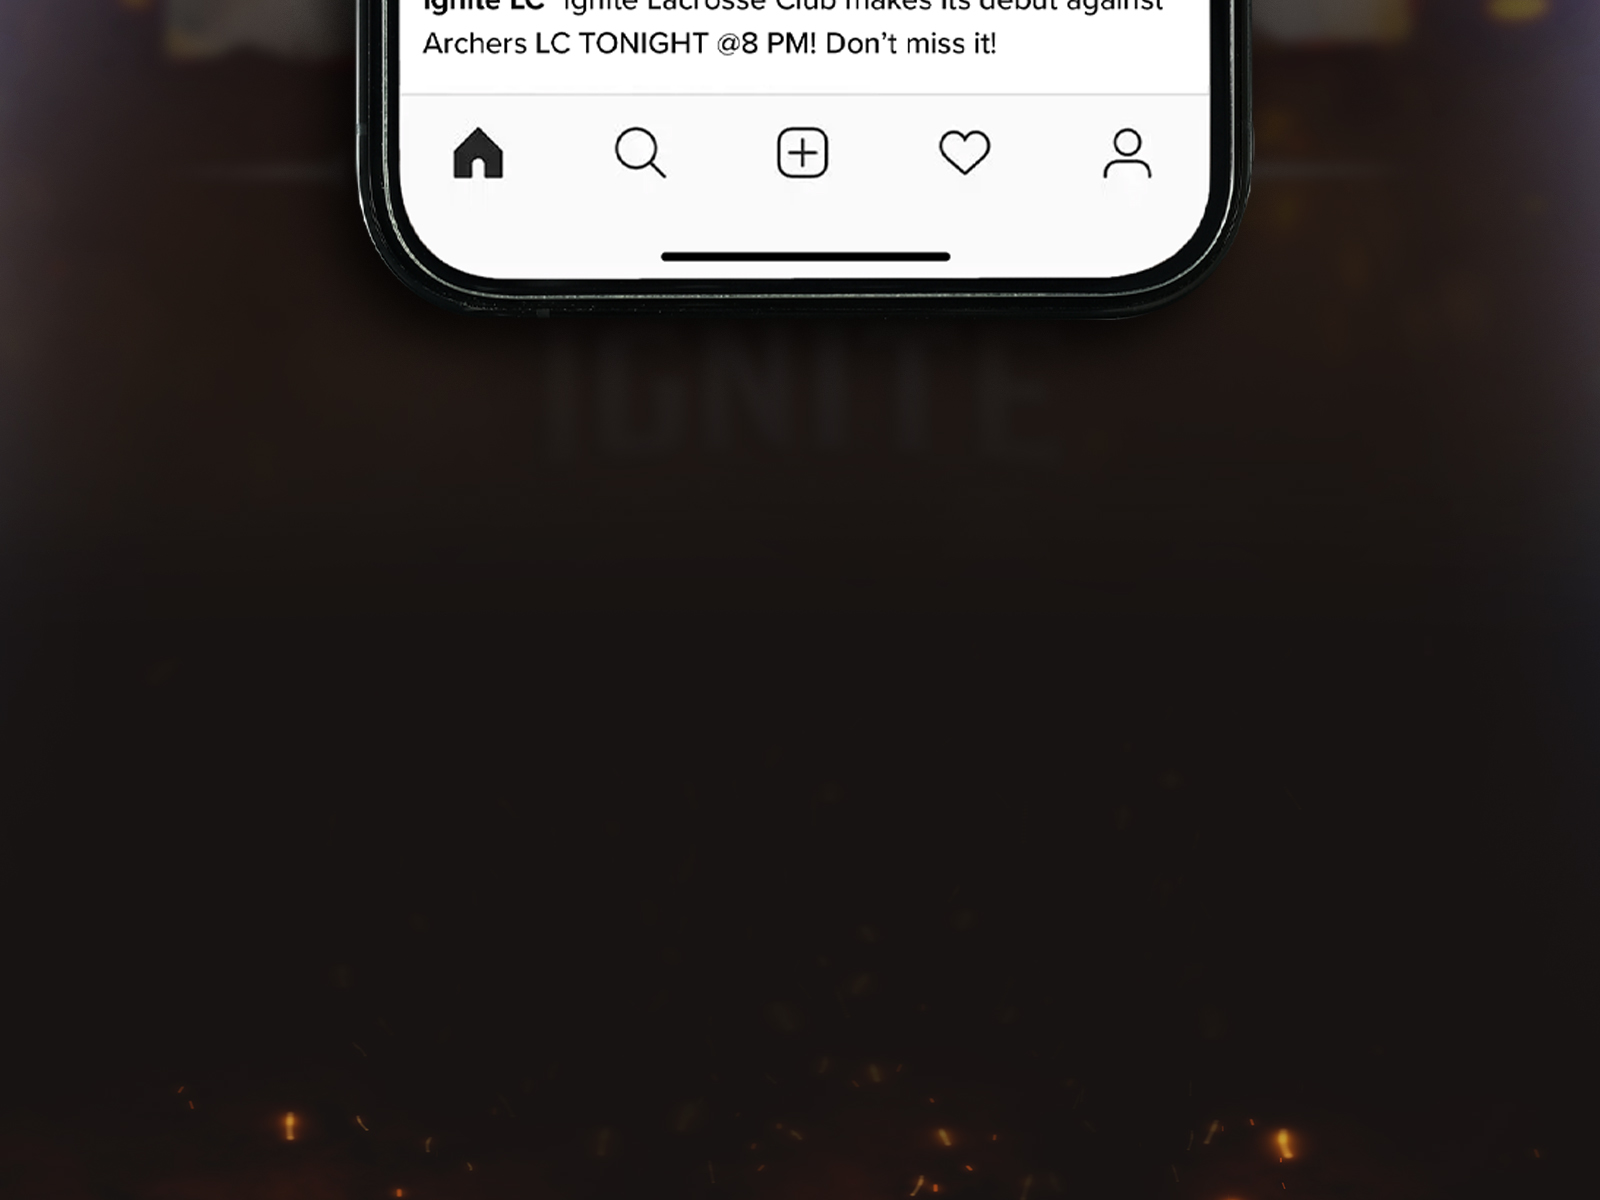 Ignite LC Ignite Lacrosse Club makes its debut against
Archers LC TONIGHT @8 PM! Don't miss it!
IGNITE